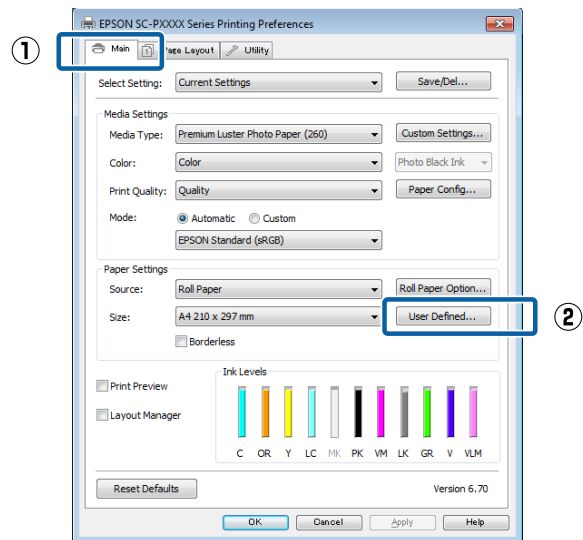 EPSON SC-PXXXX Series Printing Preferences
①
Main Page Layout Utility
Select Setting: Current Settings Save/Del...
Media Settings
Media Type: Premium Luster Photo Paper (260) Custom Settings...
Color: Color Photo Black Ink
Print Quality: Quality Paper Config...
Mode: Automatic Custom
EPSON Standard (sRGB)
Paper Settings
Source: Roll Paper Roll Paper Option...
Size: A4 210 x 297 mm User Defined... ②
Borderless
Ink Levels
Print Preview
Layout Manager
C OR Y LC MK PK VM LK GR V VLM
Reset Defaults Version 6.70
OK Cancel Apply Help